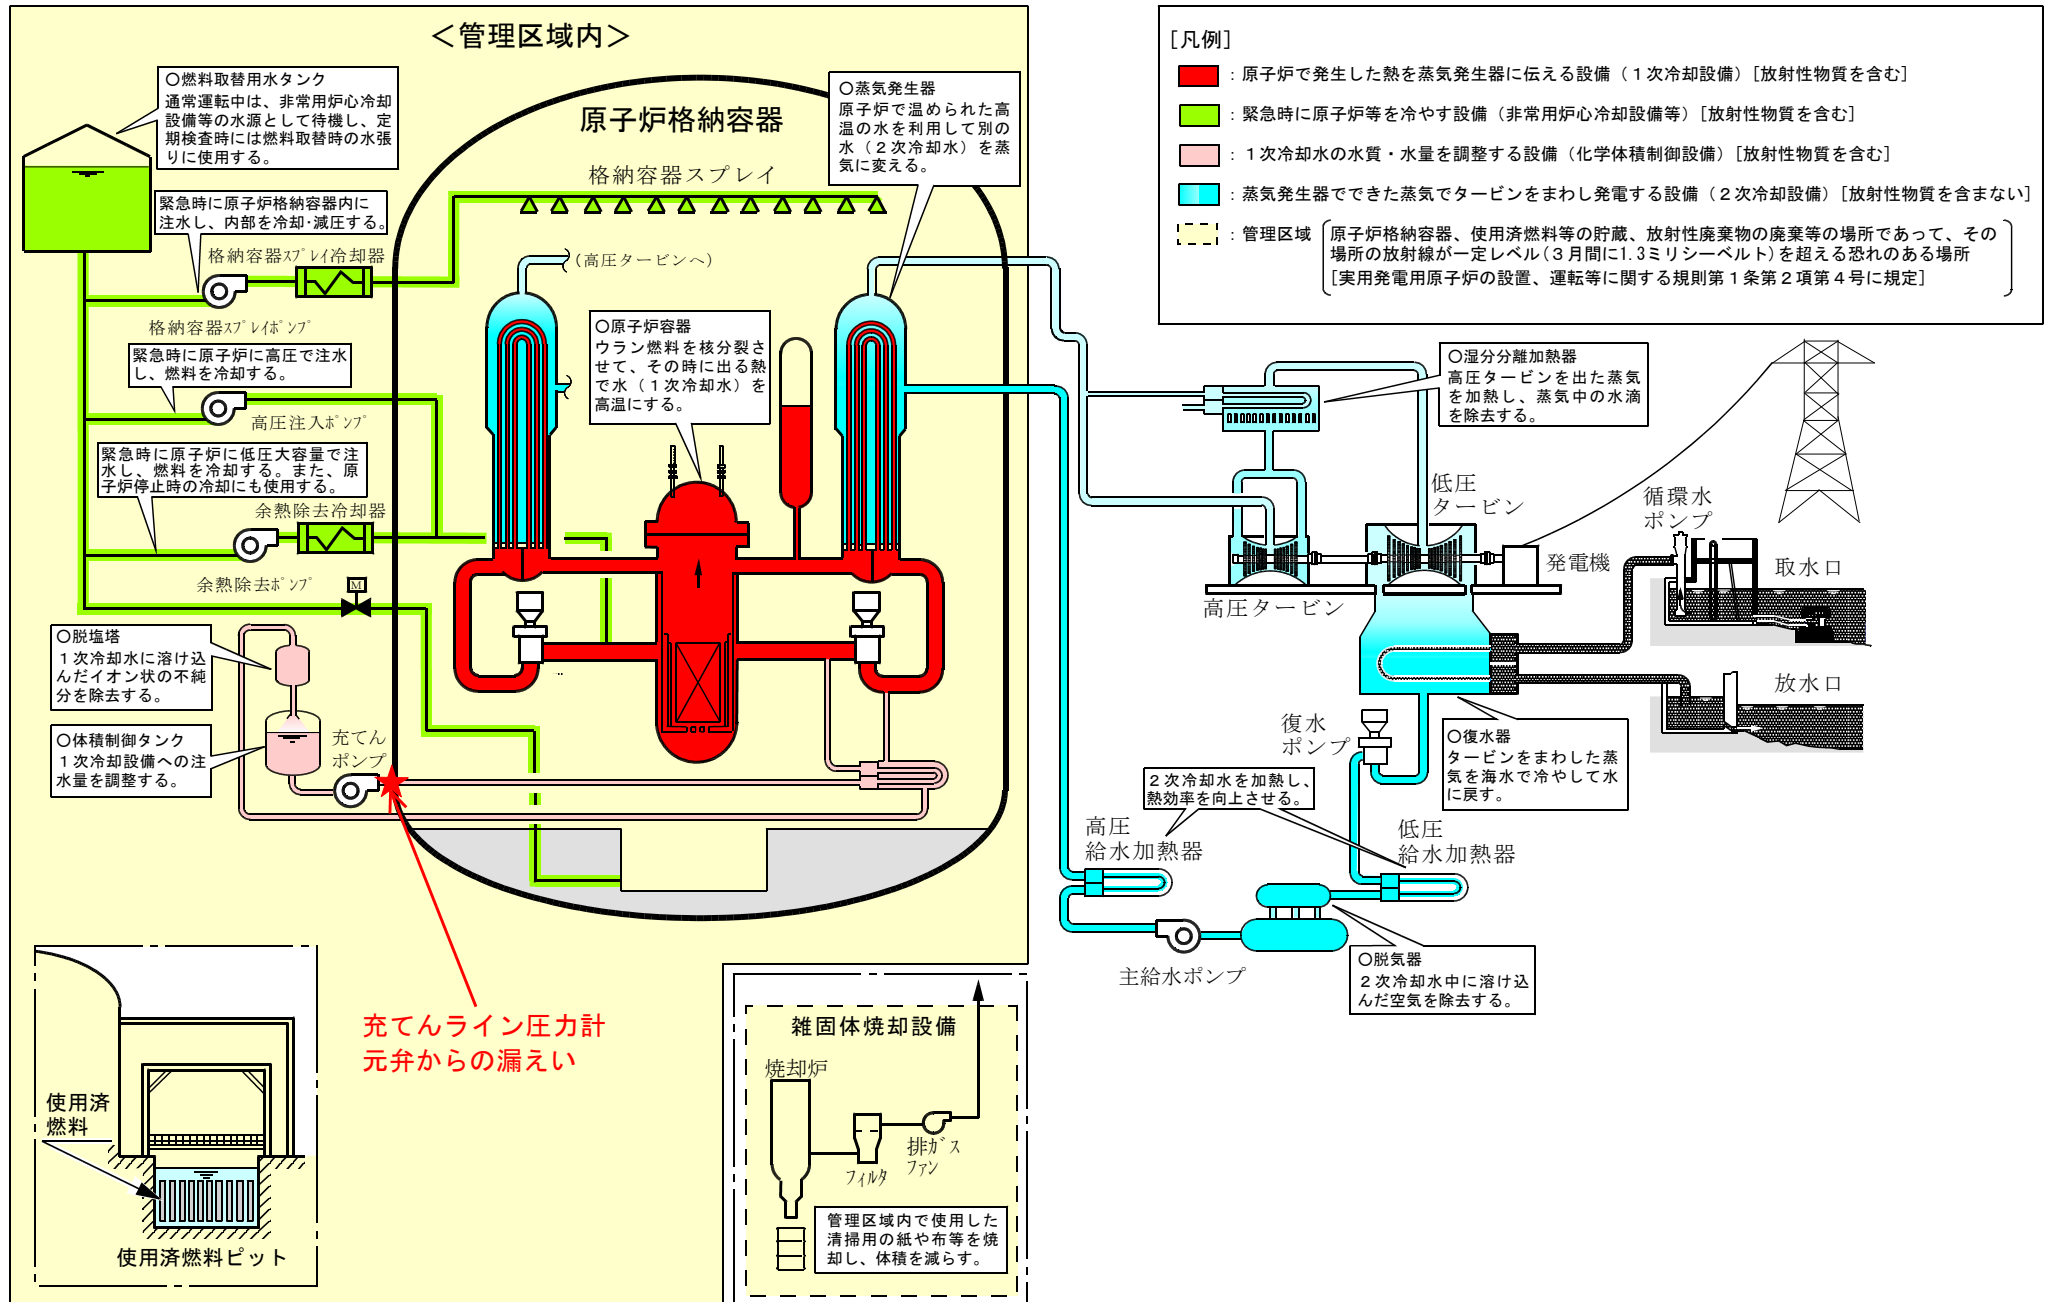 ＜管理区域内＞
○燃料取替用水タンク
通常運転中は、非常用炉心冷却
設備等の水源として待機し、定
期検査時には燃料取替時の水張
りに使用する。
緊急時に原子炉格納容器内に
注水し、内部を冷却・減圧する。
格納容器ｽﾌﾟﾚｲ冷却器
格納容器ｽﾌﾟﾚｲﾎﾟﾝﾌﾟ
緊急時に原子炉に高圧で注水
し、燃料を冷却する。
高圧注入ﾎﾟﾝﾌﾟ
緊急時に原子炉に低圧大容量で注
水し、燃料を冷却する。また、原
子炉停止時の冷却にも使用する。
余熱除去冷却器
余熱除去ﾎﾟﾝﾌﾟ
M
○脱塩塔
１次冷却水に溶け込
んだイオン状の不純
分を除去する。
○体積制御タンク
１次冷却設備への注
水量を調整する。
充てん
ポンプ
原子炉格納容器
格納容器スプレイ
○蒸気発生器
原子炉で温められた高
温の水を利用して別の
水（２次冷却水）を蒸
気に変える。
(高圧タービンへ)
○原子炉容器
ウラン燃料を核分裂さ
せて、その時に出る熱
で水（１次冷却水）を
高温にする。
充てんライン圧力計
元弁からの漏えい
使用済
燃料
使用済燃料ピット
雑固体焼却設備
焼却炉
フィルタ
排ｶﾞｽ
ﾌｧﾝ
管理区域内で使用した
清掃用の紙や布等を焼
却し、体積を減らす。
［凡例］
：原子炉で発生した熱を蒸気発生器に伝える設備（１次冷却設備）［放射性物質を含む］
：緊急時に原子炉等を冷やす設備（非常用炉心冷却設備等）［放射性物質を含む］
：１次冷却水の水質・水量を調整する設備（化学体積制御設備）［放射性物質を含む］
：蒸気発生器でできた蒸気でタービンをまわし発電する設備（２次冷却設備）［放射性物質を含まない］
：管理区域
原子炉格納容器、使用済燃料等の貯蔵、放射性廃棄物の廃棄等の場所であって、その
場所の放射線が一定レベル(３月間に1.3ミリシーベルト)を超える恐れのある場所
［実用発電用原子炉の設置、運転等に関する規則第１条第２項第４号に規定］
○湿分分離加熱器
高圧タービンを出た蒸気
を加熱し、蒸気中の水滴
を除去する。
低圧
タービン
高圧タービン
発電機
循環水
ポンプ
取水口
放水口
復水
ポンプ
○復水器
タービンをまわした蒸
気を海水で冷やして水
に戻す。
２次冷却水を加熱し、
熱効率を向上させる。
高圧
給水加熱器
低圧
給水加熱器
主給水ポンプ
○脱気器
２次冷却水中に溶け込
んだ空気を除去する。